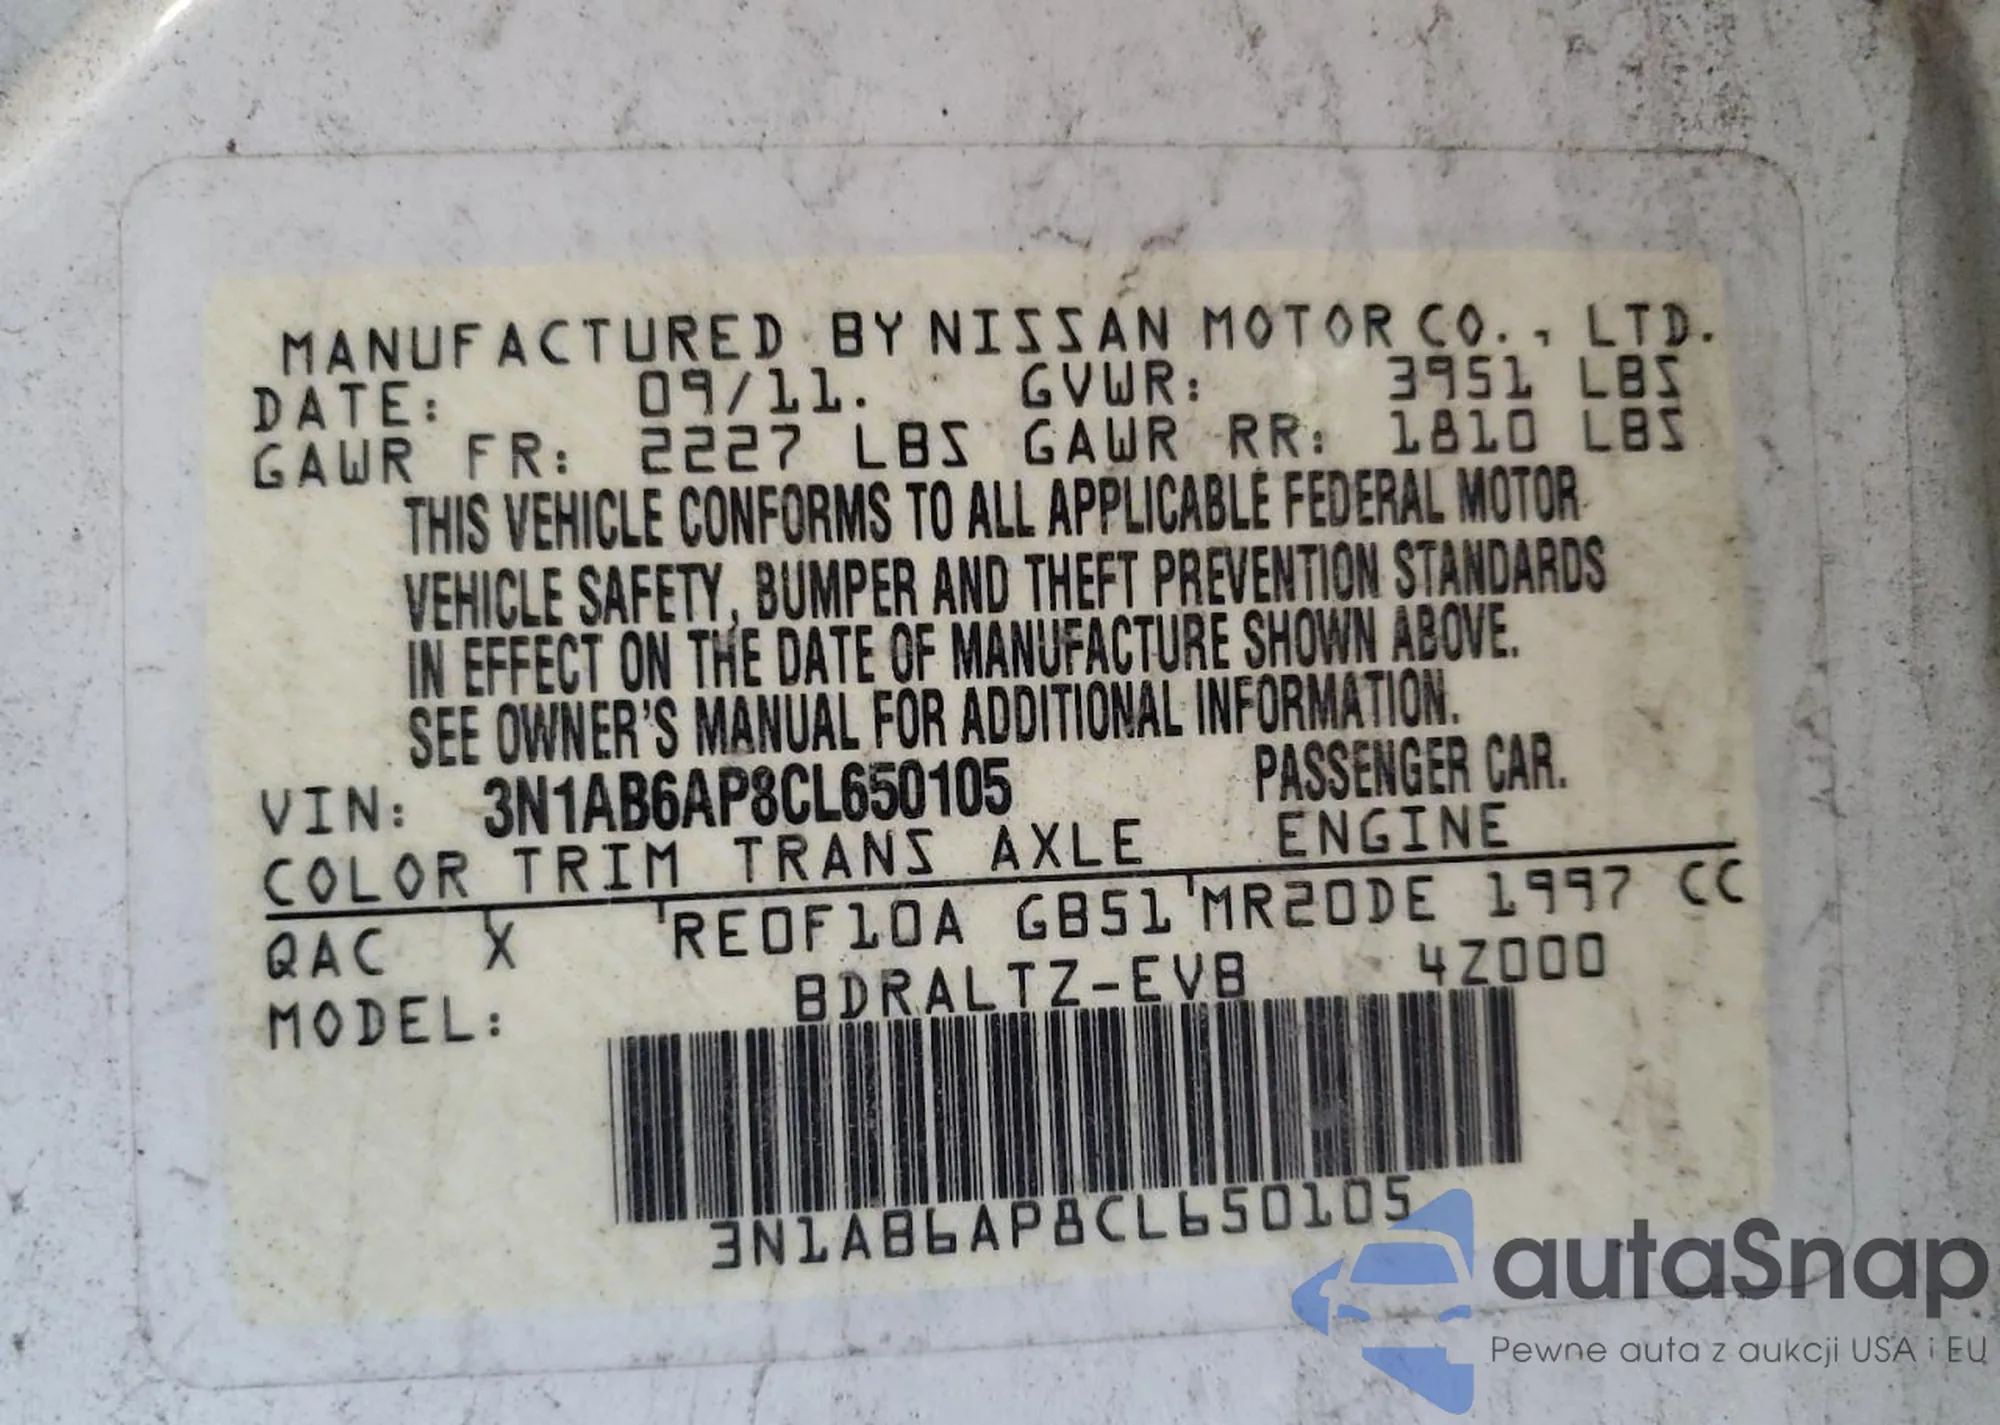 MANUFACTURED BY NISSAN MOTOR CO., LTD.
DATE: 09/11. GVWR: 3951 LBS
GAWR FR: 2227 LBS GAWR RR: 1810 LBS
THIS VEHICLE CONFORMS TO ALL APPLICABLE FEDERAL MOTOR
VEHICLE SAFETY, BUMPER AND THEFT PREVENTION STANDARDS
IN EFFECT ON THE DATE OF MANUFACTURE SHOWN ABOVE.
SEE OWNER'S MANUAL FOR ADDITIONAL INFORMATION.
VIN: 3N1AB6AP8CL650105 PASSENGER CAR.
COLOR TRIM TRANS AXLE ENGINE
QAC X RE0F10A GB51 MR20DE 1997 CC
MODEL: BDRALTZ-EVB 4Z000
3N1AB6AP8CL650105
autaSnap
Pewne auta z aukcji USA i EU